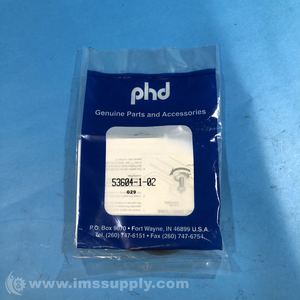 phd
Genuine Parts and Accessories
53604-1-02
029
P.O. Box 9070 • Fort Wayne, IN 46899 U.S.A.
Tel (260) 747-6151 • Fax (260) 747-6754
© www.imssupply.com